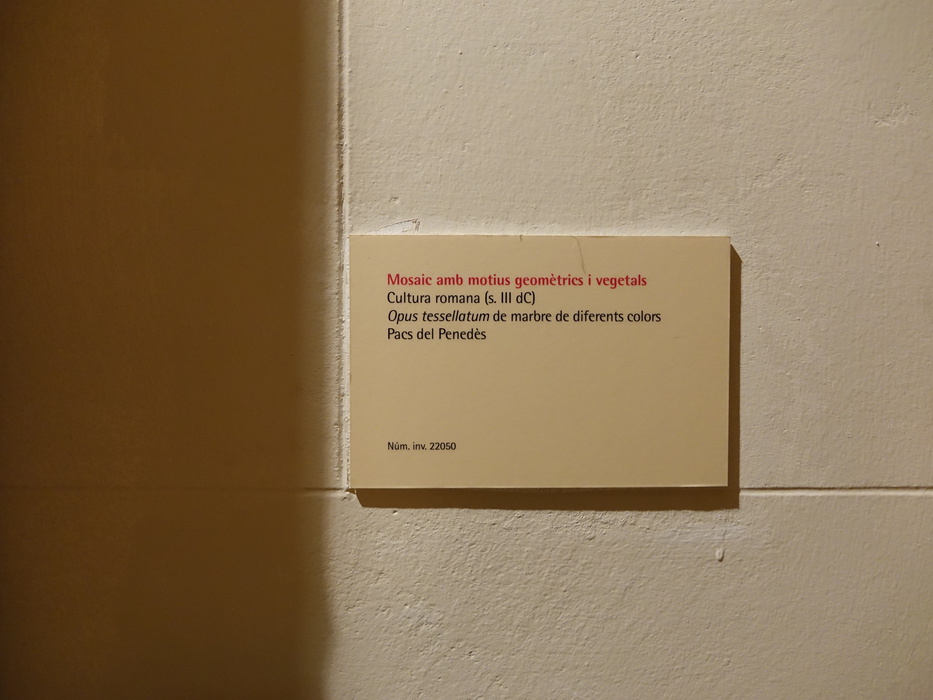 Mosaic amb motius geomètrics i vegetals
Cultura romana (s. III dC)
Opus tessellatum de marbre de diferents colors
Pacs del Penedès
Núm. inv. 22050